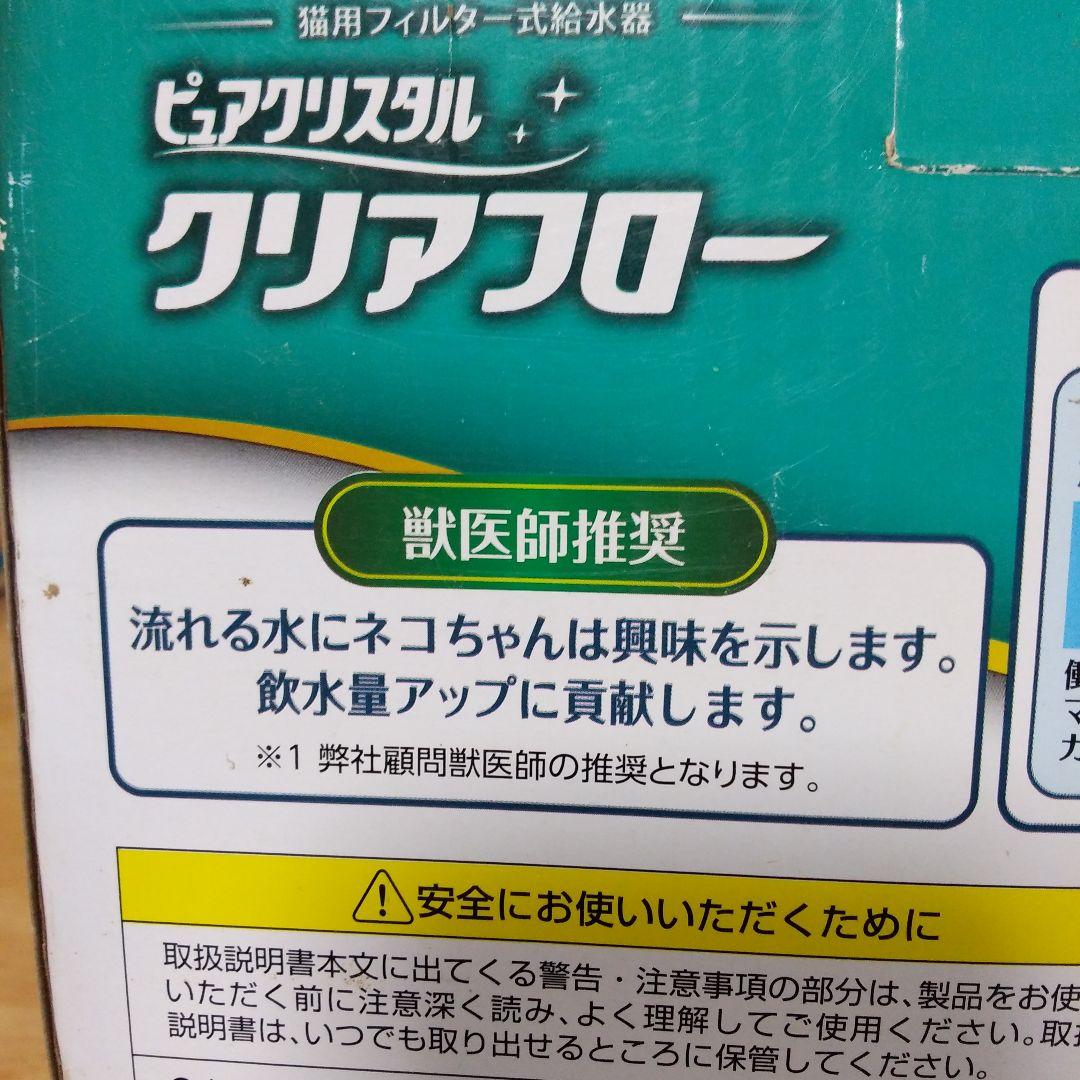 猫用フィルター式給水器
ピュアクリスタル
クリアフロー
獣医師推奨
流れる水にネコちゃんは興味を示します。
飲水量アップに貢献します。
※1 弊社顧問獣医師の推奨となります。
働
マ
カ
安全にお使いいただくために
取扱説明書本文に出てくる警告・注意事項の部分は、製品をお使
いただく前に注意深く読み、よく理解してご使用ください。取扱
説明書は、いつでも取り出せるところに保管してください。